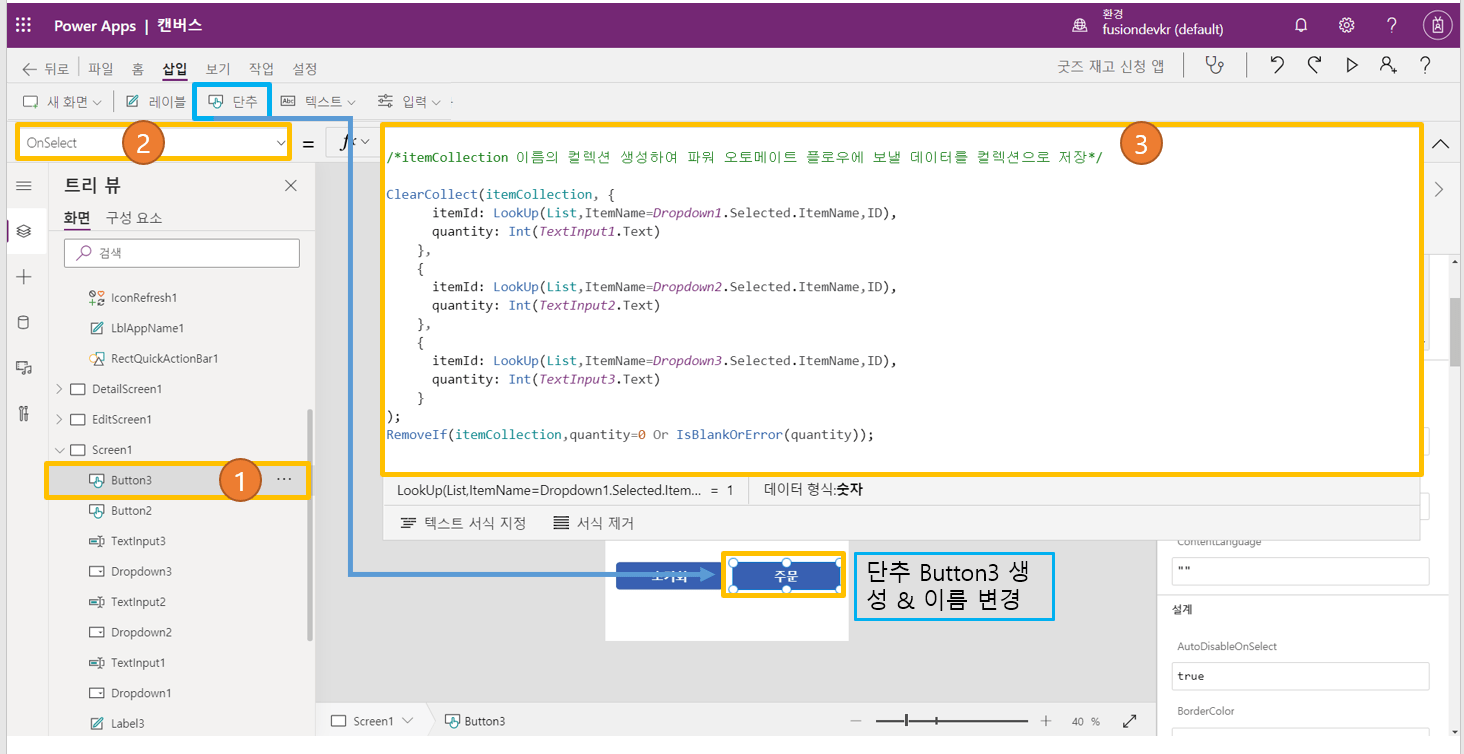 Power Apps | 캔버스
환경
fusiondevkr (default)
뒤로 파일 홈 삽입 보기 작업 설정
굿즈 재고 신청 앱
새 화면 레이블 단추 텍스트 입력
OnSelect
2
=
fx
3
/*itemCollection 이름의 컬렉션 생성하여 파워 오토메이트 플로우에 보낼 데이터를 컬렉션으로 저장*/
ClearCollect(itemCollection, {
itemId: LookUp(List,ItemName=Dropdown1.Selected.ItemName,ID),
quantity: Int(TextInput1.Text)
},
{
itemId: LookUp(List,ItemName=Dropdown2.Selected.ItemName,ID),
quantity: Int(TextInput2.Text)
},
{
itemId: LookUp(List,ItemName=Dropdown3.Selected.ItemName,ID),
quantity: Int(TextInput3.Text)
}
);
RemoveIf(itemCollection,quantity=0 Or IsBlankOrError(quantity));
LookUp(List,ItemName=Dropdown1.Selected.Item... = 1
데이터 형식:숫자
텍스트 서식 지정
서식 제거
트리 뷰
화면 구성 요소
검색
IconRefresh1
LblAppName1
RectQuickActionBar1
DetailScreen1
EditScreen1
Screen1
Button3
1
...
Button2
TextInput3
Dropdown3
TextInput2
Dropdown2
TextInput1
Dropdown1
Label3
초기화
주문
단추 Button3 생
성 & 이름 변경
ContentLanguage
""
설계
AutoDisableOnSelect
true
BorderColor
Screen1
Button3
40 %